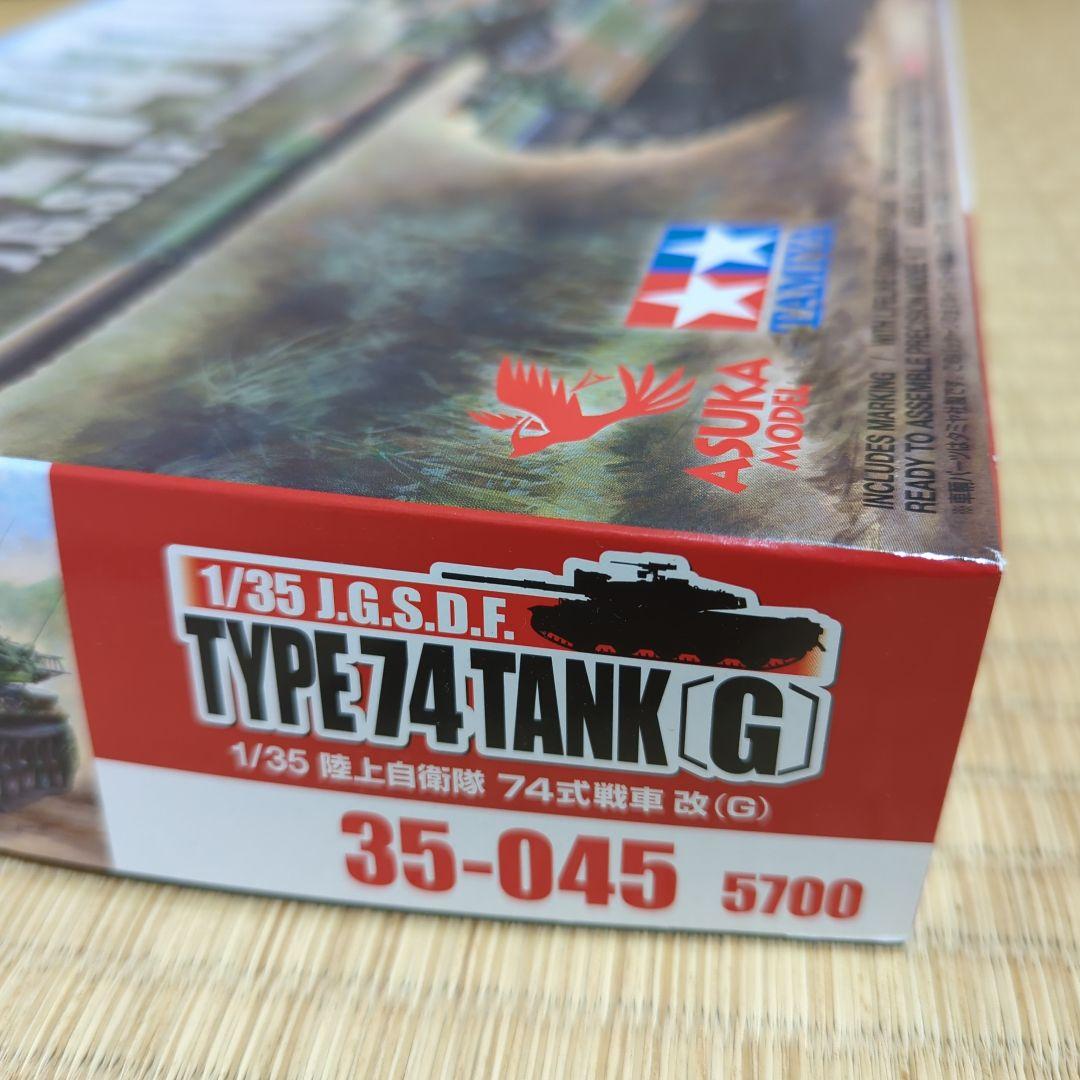 J.G.S.D.F.
TAMIYA
ASUKA
MODEL
INCLUDES MARKING /
READY TO ASSEMBLE PRECISION MODEL
1/35 J.G.S.D.F.
TYPE 74 TANK (G)
1/35 陸上自衛隊 74式戦車 改(G)
35-045 5700